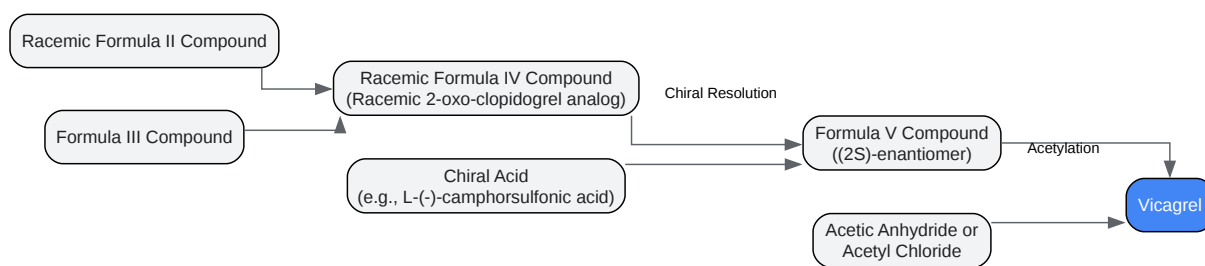 Racemic Formula II Compound
Formula III Compound
Racemic Formula IV Compound
(Racemic 2-oxo-clopidogrel analog)
Chiral Resolution
Chiral Acid
(e.g., L-(-)-camphorsulfonic acid)
Formula V Compound
((2S)-enantiomer)
Acetylation
Acetic Anhydride or
Acetyl Chloride
Vicagrel